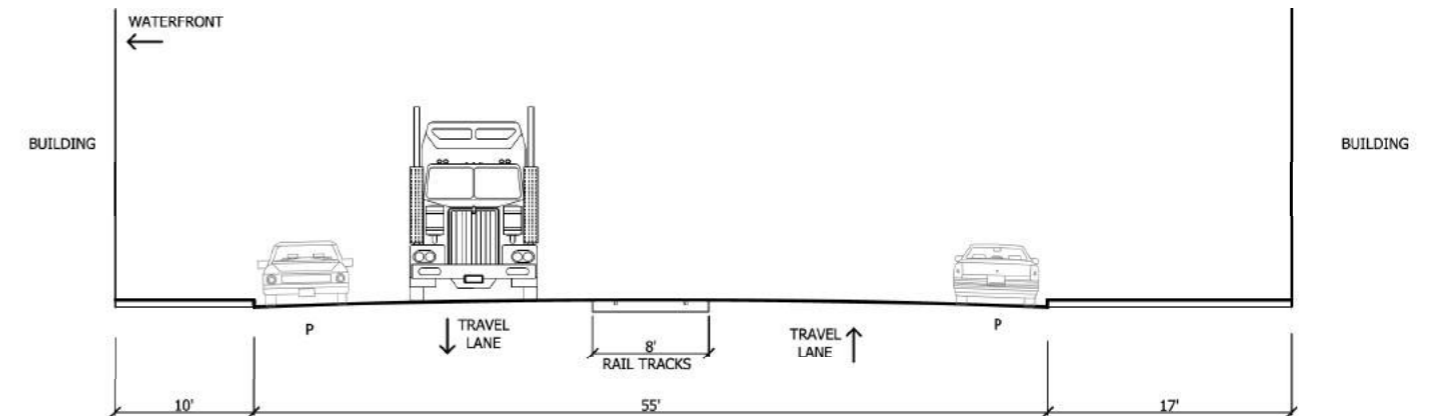 WATERFRONT
BUILDING
BUILDING
P
TRAVEL
LANE
8'
RAIL TRACKS
TRAVEL
LANE
P
10'
55'
17'